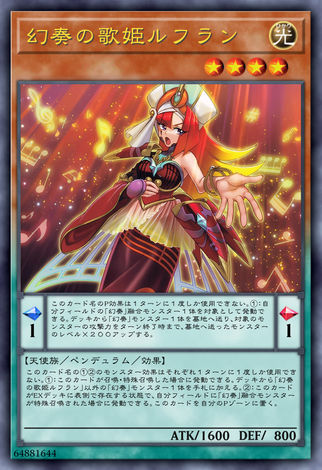 幻奏の歌姫ルフラン
光
このカード名のP効果は１ターンに１度しか使用できない。①：自
分フィールドの「幻奏」融合モンスター１体を対象として発動で
きる。デッキから「幻奏」モンスター１体を墓地へ送り、対象のモ
ンスターの攻撃力をターン終了時まで、墓地へ送ったモンスター
のレベル×２００アップする。
1
1
【天使族／ペンデュラム／効果】
このカード名の①②のモンスター効果はそれぞれ１ターンに１度しか使用で
きない。①：このカードが召喚・特殊召喚した場合に発動できる。デッキから「幻奏
の歌姫ルフラン」以外の「幻奏」モンスター１体を手札に加える。②：このカード
がEXデッキに表側で存在する状態で、自分フィールドに「幻奏」モンスター
が特殊召喚された場合に発動できる。このカードを自分のPゾーンに置く。
ATK/1600 DEF/ 800
64881644